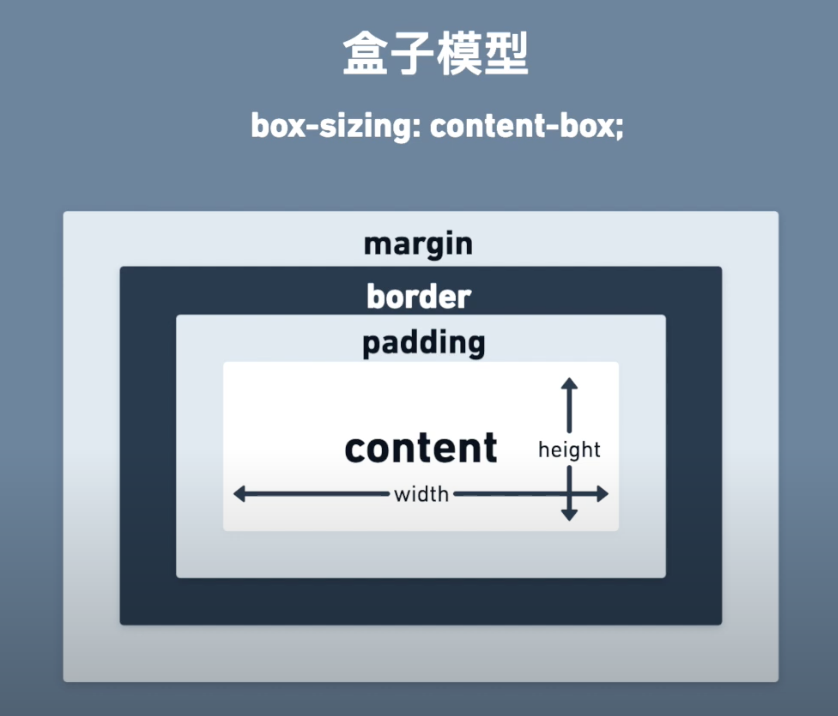 盒子模型
box-sizing: content-box;
margin
border
padding
content
height
width